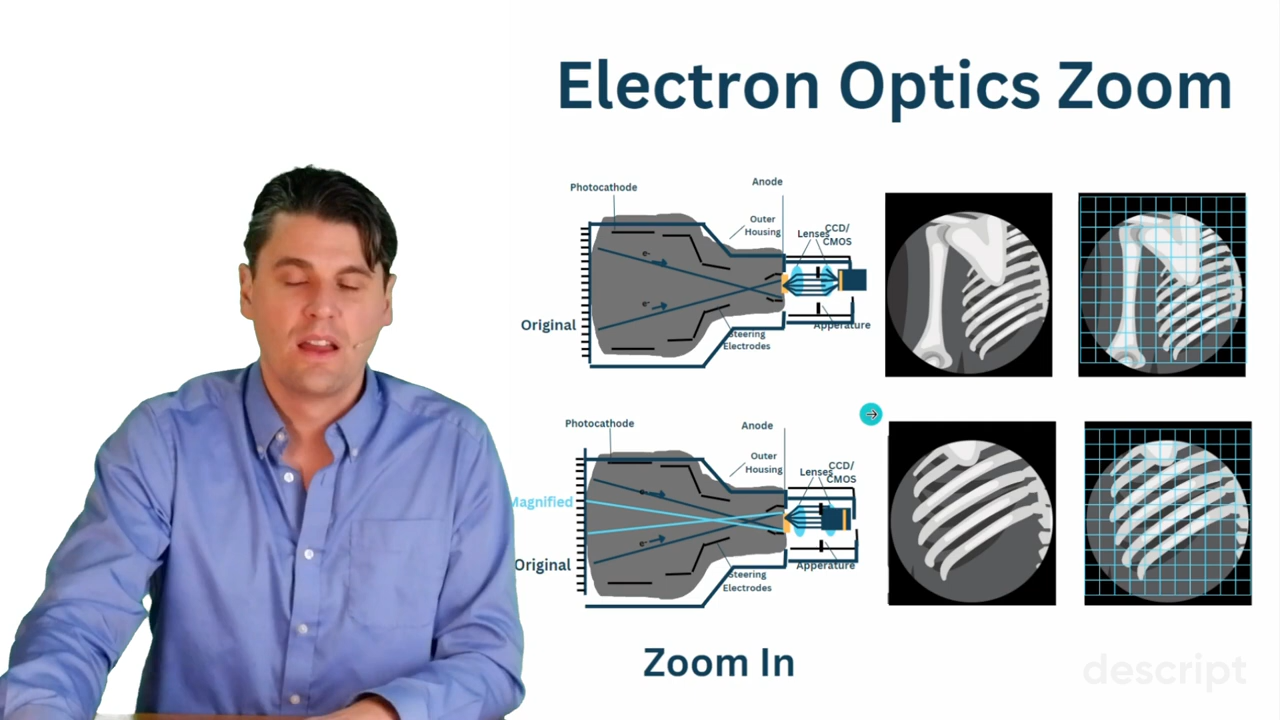 Electron Optics Zoom
Photocathode
Anode
Outer
Housing
Lenses
CCD/
CMOS
e-
e-
Original
Apperature
Steering
Electrodes
Photocathode
Anode
Outer
Housing
Lenses
CCD/
CMOS
Magnified
e-
e-
Original
Apperature
Steering
Electrodes
Zoom In
descript